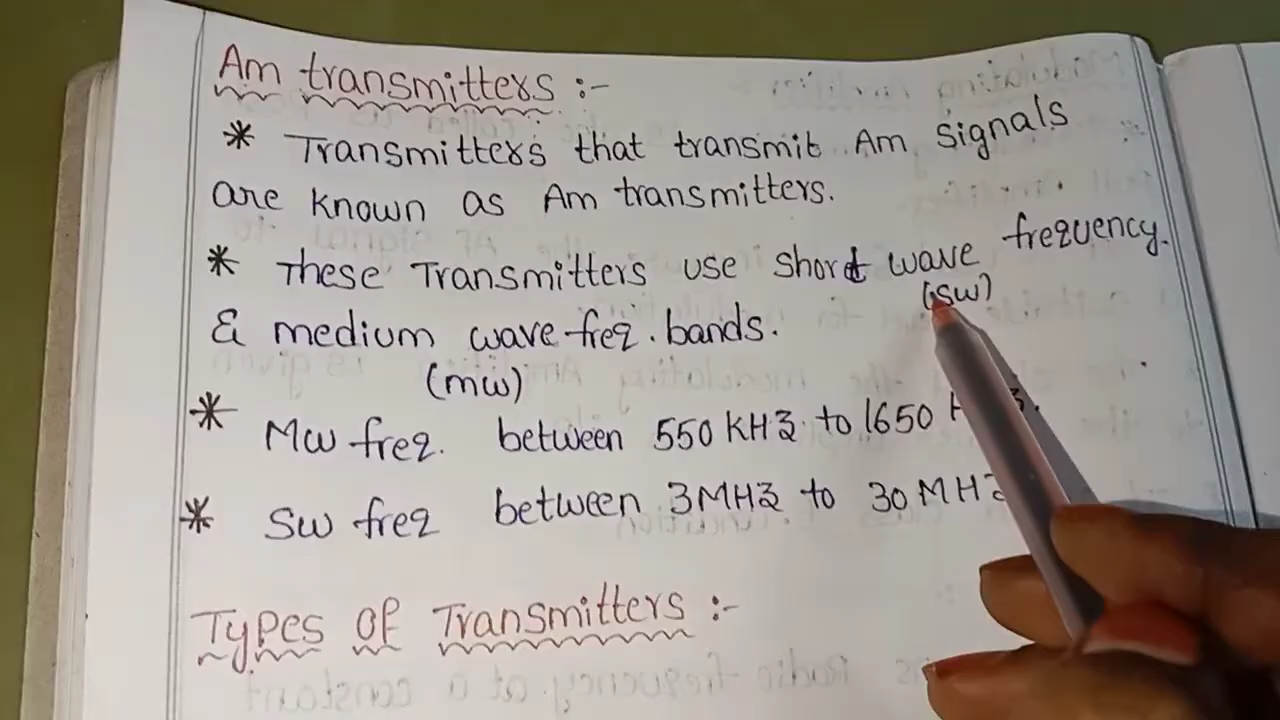 Am transmitters :-
* Transmitters that transmit Am signals
are known as Am transmitters.
* These Transmitters use short wave frequency.
(SW)
& medium wave freq. bands.
(mw)
* Mw freq. between 550 KHz to 1650
* Sw freq between 3MHz to 30 MHz
Types of Transmitters :-